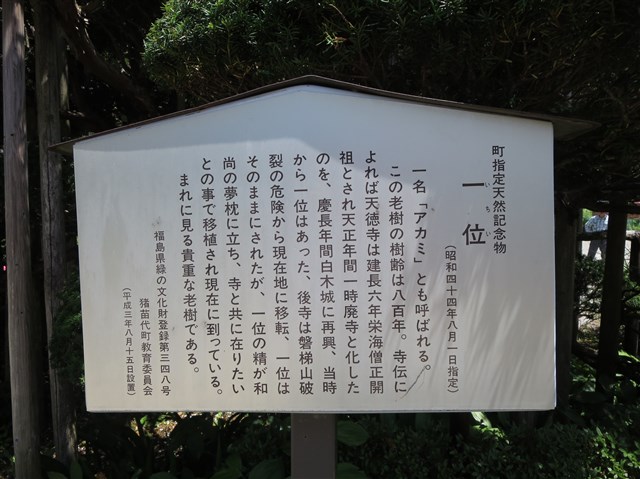 町指定天然記念物
一位
いちい
（昭和四十四年八月一日指定）
一名「アカミ」とも呼ばれる。
この老樹の樹齢は八百年。寺伝に
よれば天徳寺は建長六年栄海僧正開
祖とされ天正年間一時廃寺と化した
のを、慶長年間白木城に再興、当時
から一位はあった、後寺は磐梯山破
裂の危険から現在地に移転、一位は
そのままにされたが、一位の精が和
尚の夢枕に立ち、寺と共に在りたい
との事で移植され現在に到っている。
まれに見る貴重な老樹である。
福島県緑の文化財登録第三四八号
猪苗代町教育委員会
（平成三年八月十五日設置）